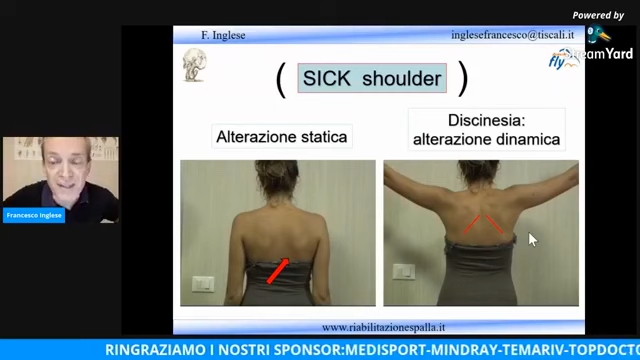 Powered by
StreamYard
F. Inglese
inglesefrancesco@tiscali.it
fly
( SICK shoulder )
Alterazione statica
Discinesia:
alterazione dinamica
Francesco Inglese
www.riabilitazionespalla.it
RINGRAZIAMO I NOSTRI SPONSOR:MEDISPORT-MINDRAY-TEMARIV-TOPDOCTO